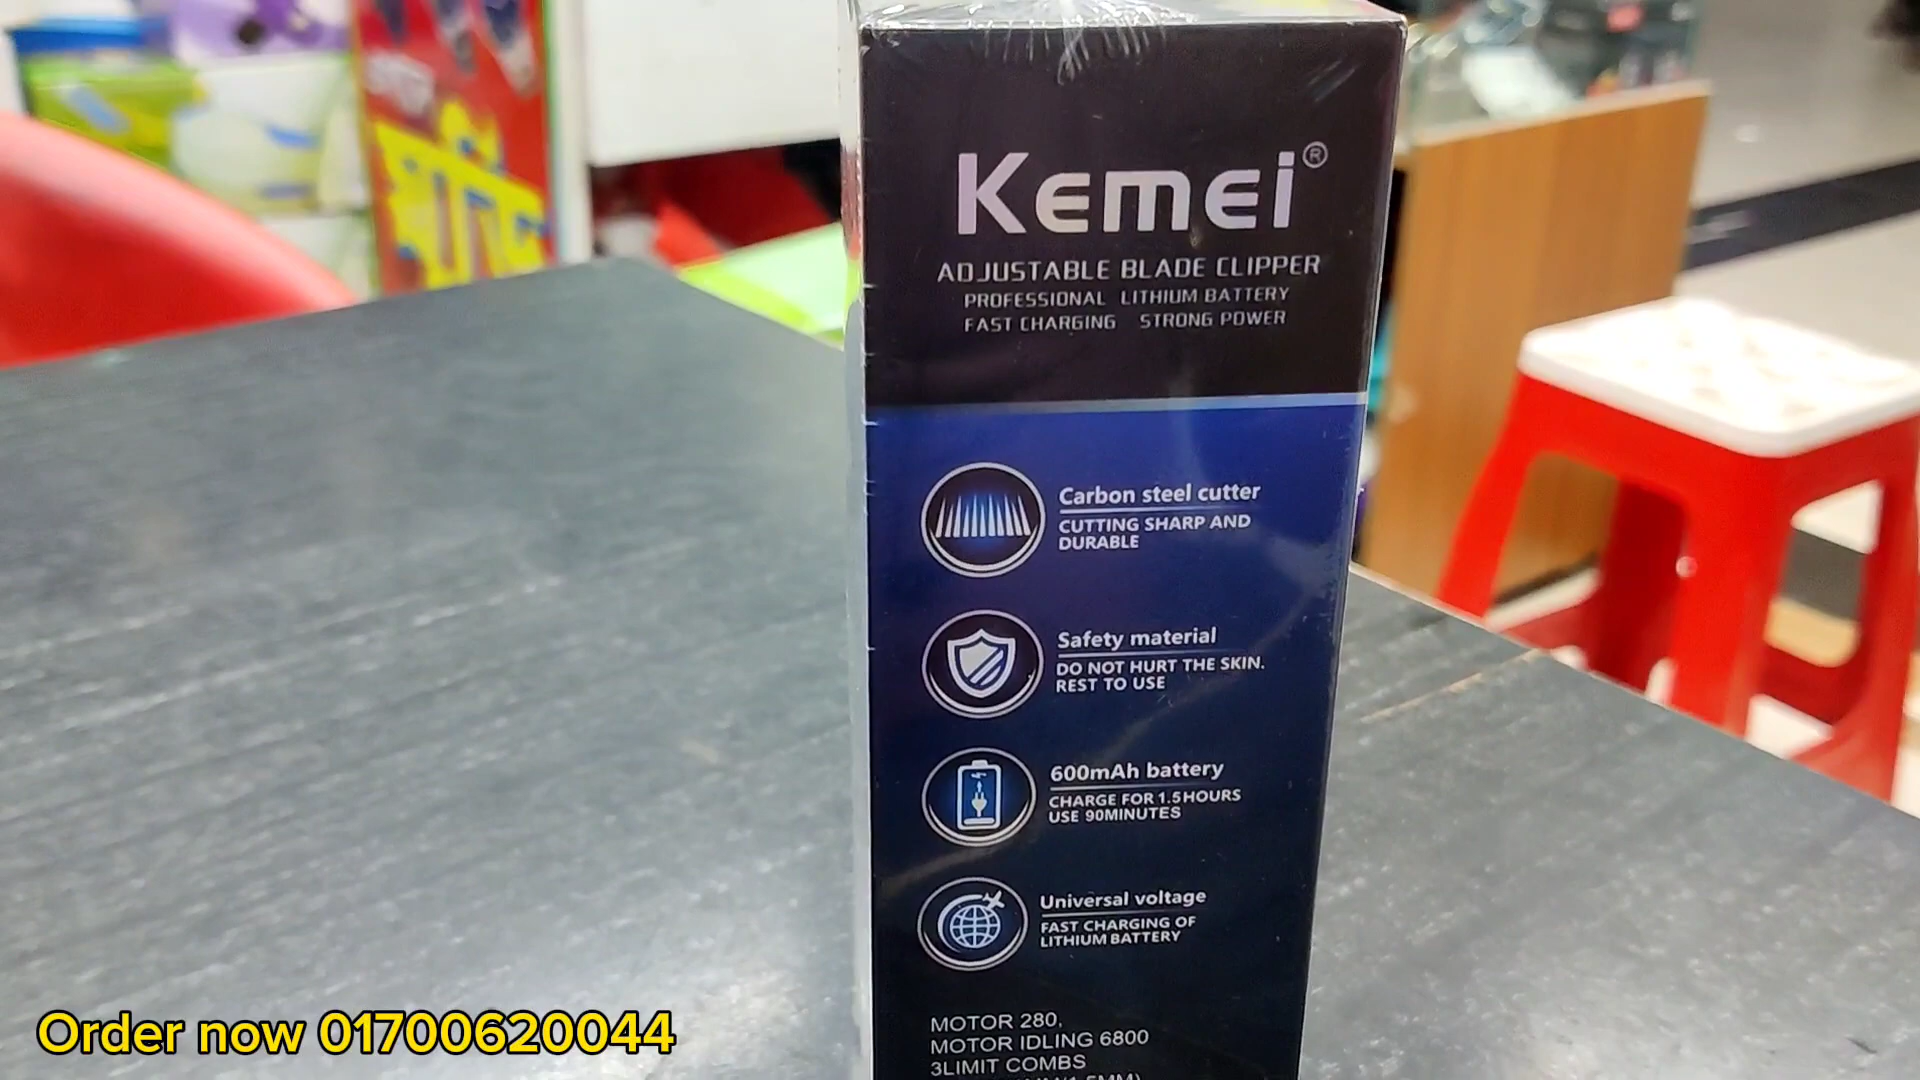 Kemei®
ADJUSTABLE BLADE CLIPPER
PROFESSIONAL LITHIUM BATTERY
FAST CHARGING STRONG POWER
Carbon steel cutter
CUTTING SHARP AND
DURABLE
Safety material
DO NOT HURT THE SKIN.
REST TO USE
600mAh battery
CHARGE FOR 1.5HOURS
USE 90MINUTES
Universal voltage
FAST CHARGING OF
LITHIUM BATTERY
MOTOR 280,
MOTOR IDLING 6800
3LIMIT COMBS
Order now 01700620044